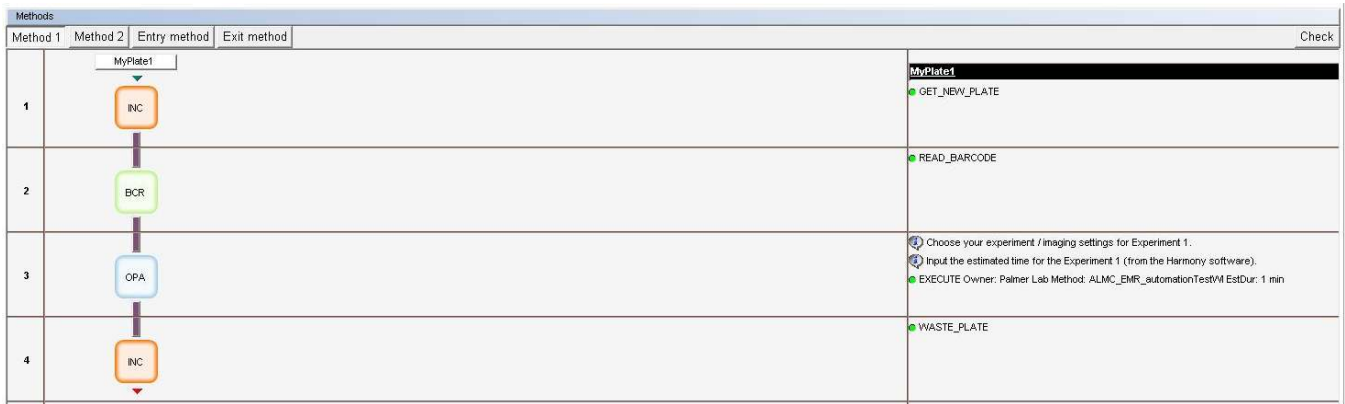 Methods
Method 1 Method 2 Entry method Exit method Check
MyPlate1
MyPlate1
1
INC
GET_NEW_PLATE
2
BCR
READ_BARCODE
3
OPA
Choose your experiment / imaging settings for Experiment 1.
Input the estimated time for the Experiment 1 (from the Harmony software).
EXECUTE Owner: Palmer Lab Method: ALMC_EMR_automationTestWI EstDur: 1 min
4
INC
WASTE_PLATE